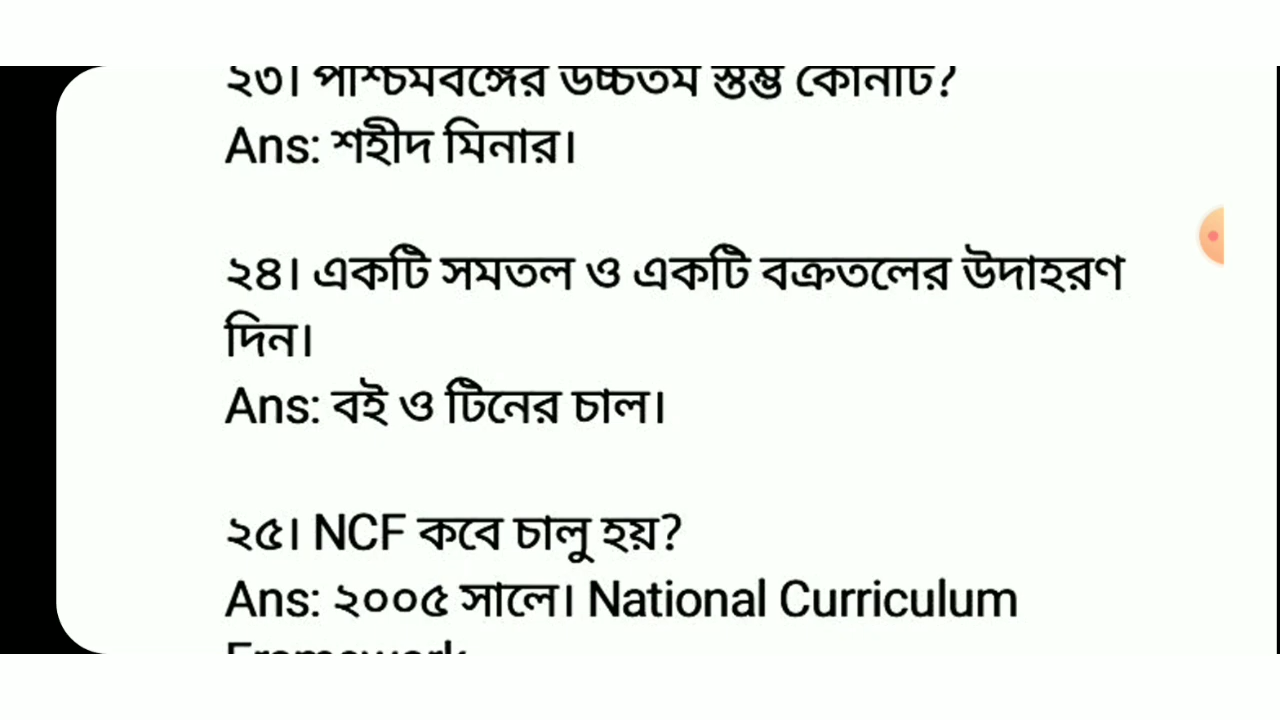 ২৩। পশ্চিমবঙ্গের উচ্চতম স্তম্ভ কোনটি?
Ans: শহীদ মিনার।
২৪। একটি সমতল ও একটি বক্রতলের উদাহরণ
দিন।
Ans: বই ও টিনের চাল।
২৫। NCF কবে চালু হয়?
Ans: ২০০৫ সালে। National Curriculum
Framework